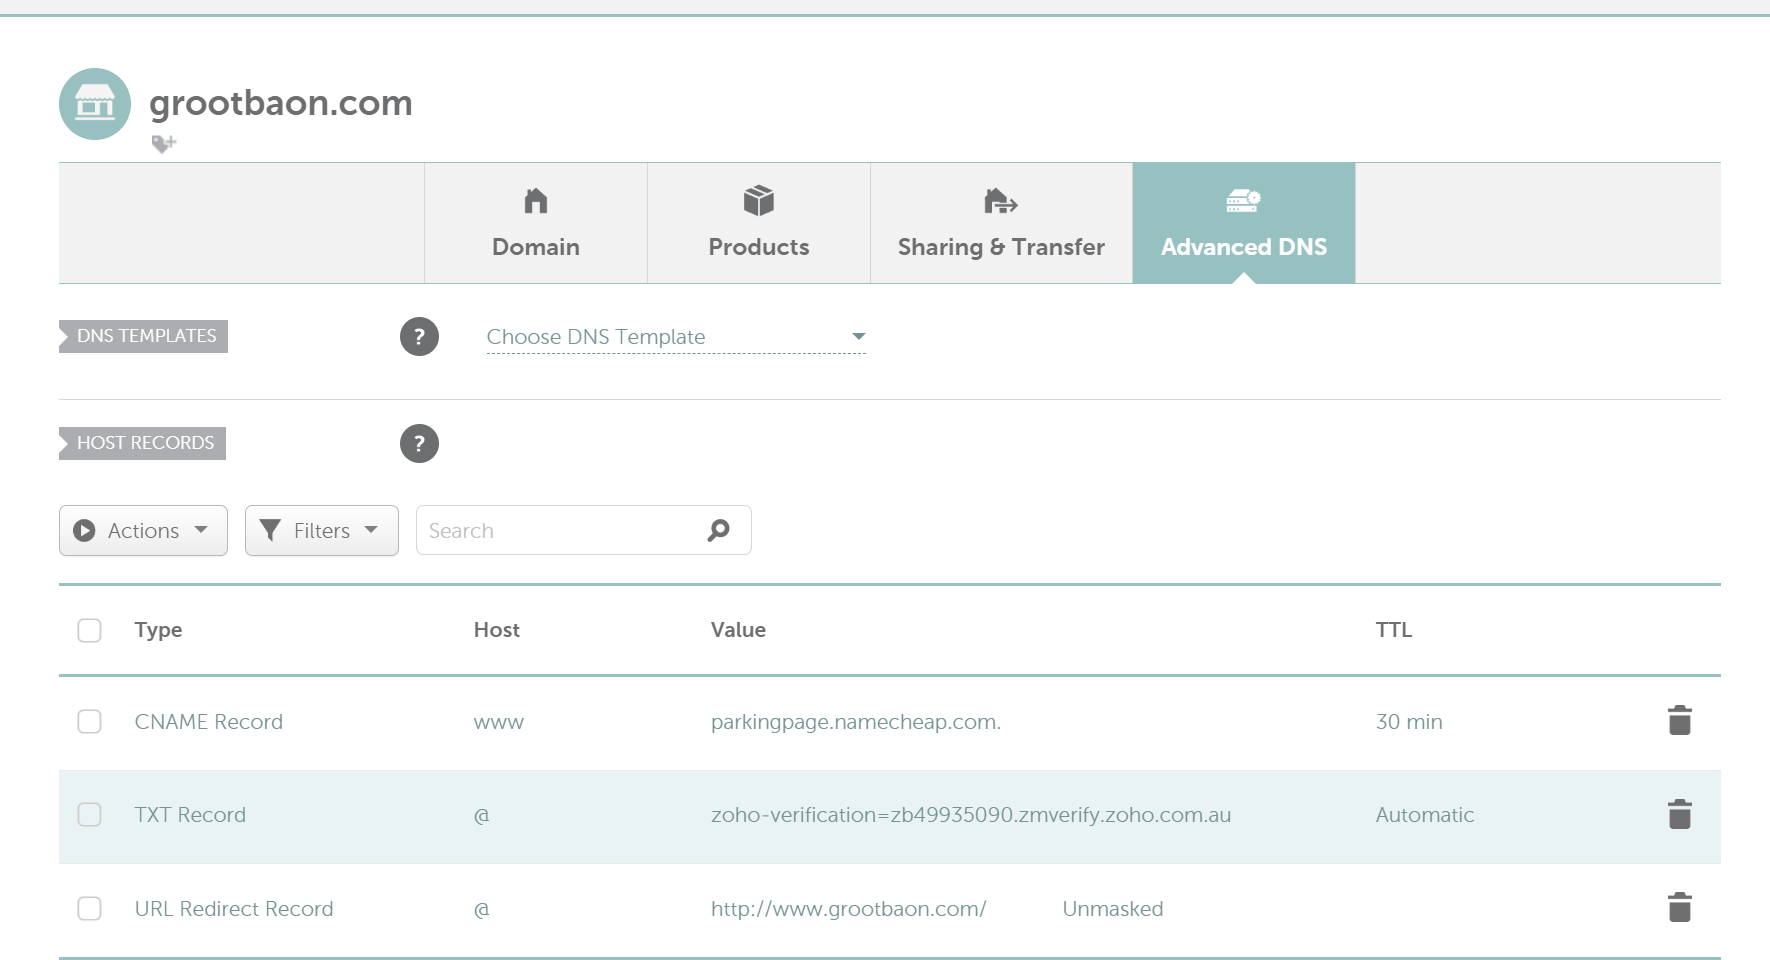 grootbaon.com
Domain Products Sharing & Transfer Advanced DNS
DNS TEMPLATES ? Choose DNS Template
HOST RECORDS ?
Actions Filters Search
Type Host Value TTL
CNAME Record www parkingpage.namecheap.com. 30 min
TXT Record @ zoho-verification=zb49935090.zmverify.zoho.com.au Automatic
URL Redirect Record @ http://www.grootbaon.com/ Unmasked